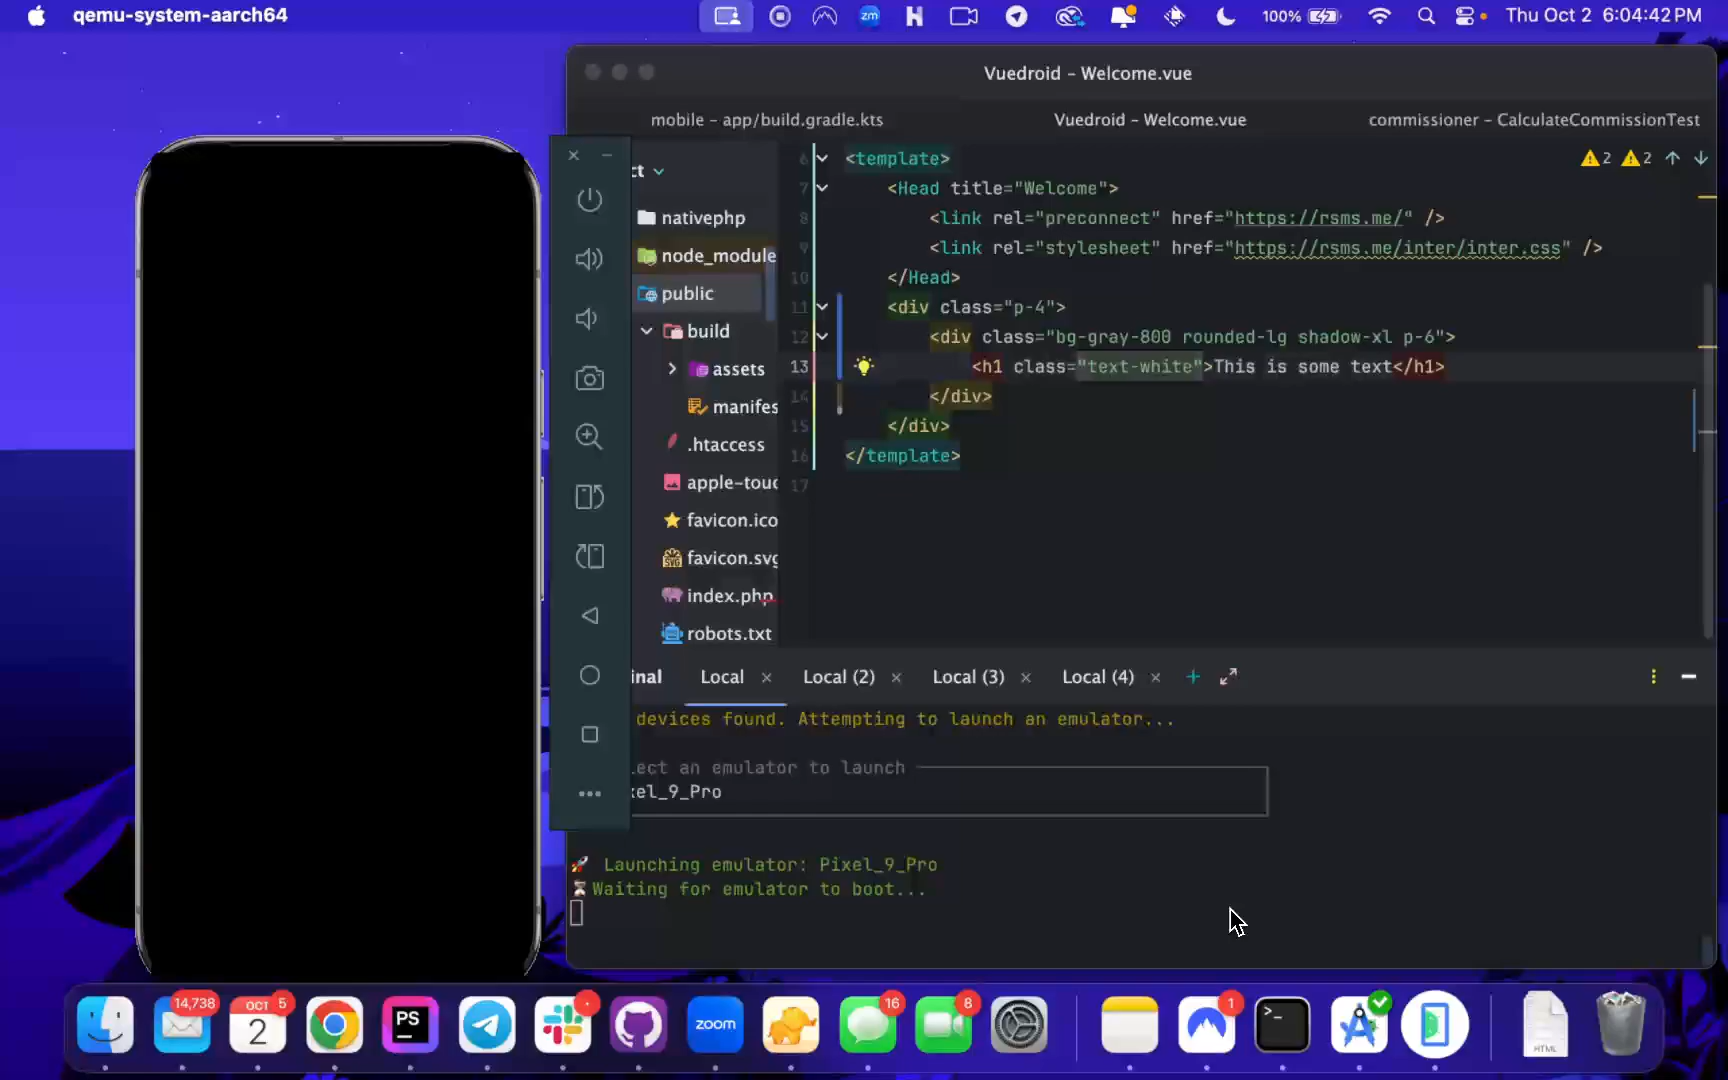 qemu-system-aarch64
zm
100%
Thu Oct 2 6:04:42 PM
Vuedroid – Welcome.vue
mobile – app/build.gradle.kts
Vuedroid – Welcome.vue
commissioner – CalculateCommissionTest
ct
nativephp
node_module
public
build
assets
manifes
.htaccess
apple-touc
favicon.ico
favicon.svg
index.php
robots.txt
2 2
6 <template>
7 <Head title="Welcome">
8 <link rel="preconnect" href="https://rsms.me/" />
9 <link rel="stylesheet" href="https://rsms.me/inter/inter.css" />
10 </Head>
11 <div class="p-4">
12 <div class="bg-gray-800 rounded-lg shadow-xl p-6">
13 <h1 class="text-white">This is some text</h1>
14 </div>
15 </div>
16 </template>
17
inal Local × Local (2) × Local (3) × Local (4) × +
devices found. Attempting to launch an emulator...
lect an emulator to launch
xel_9_Pro
Launching emulator: Pixel_9_Pro
Waiting for emulator to boot...
14,738
OCT 5
2
PS
zoom
16
8
1
>_
HTML